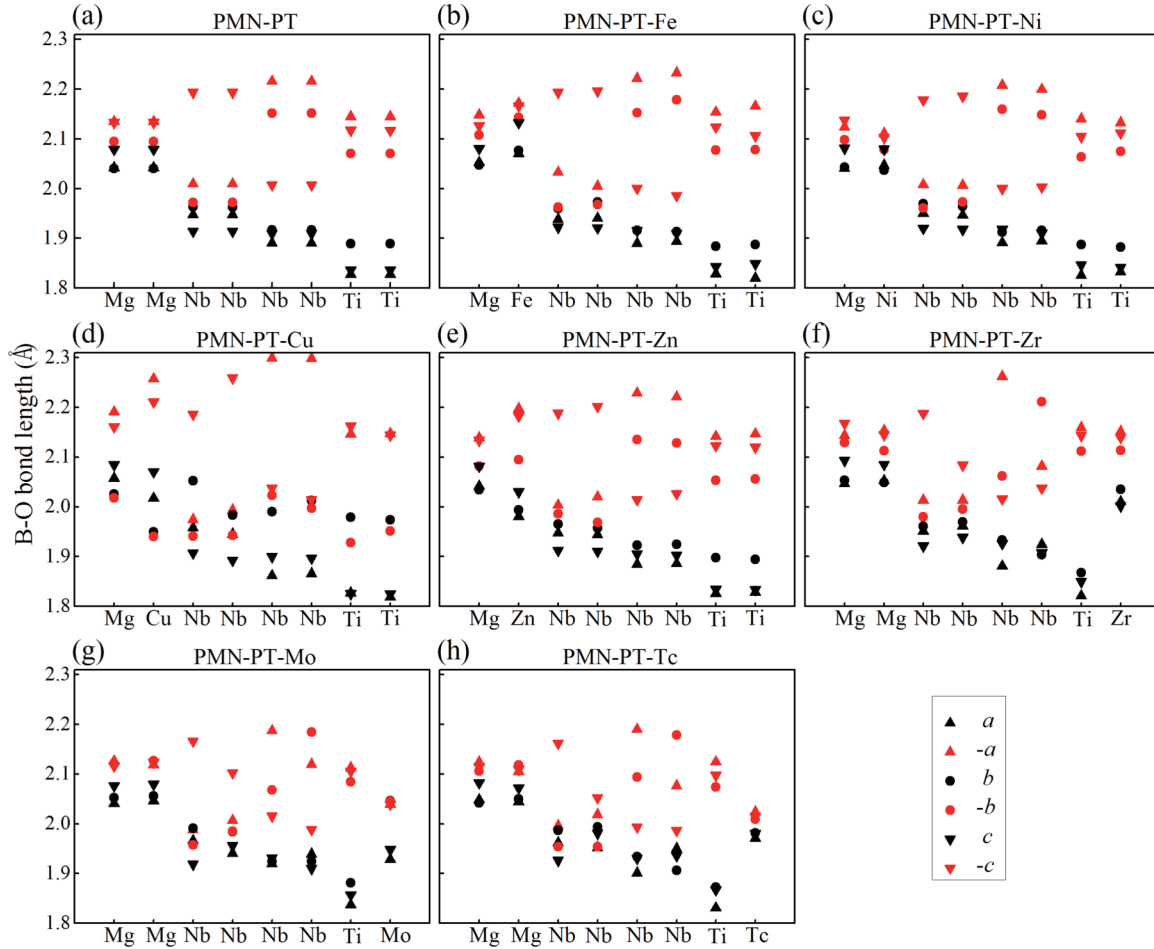 (a) PMN-PT
(b) PMN-PT-Fe
(c) PMN-PT-Ni
2.3
2.2
2.1
2.0
1.9
1.8
Mg Mg Nb Nb Nb Nb Ti Ti
Mg Fe Nb Nb Nb Nb Ti Ti
Mg Ni Nb Nb Nb Nb Ti Ti
(d) PMN-PT-Cu
(e) PMN-PT-Zn
(f) PMN-PT-Zr
B-O bond length (Å)
2.3
2.2
2.1
2.0
1.9
1.8
Mg Cu Nb Nb Nb Nb Ti Ti
Mg Zn Nb Nb Nb Nb Ti Ti
Mg Mg Nb Nb Nb Nb Ti Zr
(g) PMN-PT-Mo
(h) PMN-PT-Tc
2.3
2.2
2.1
2.0
1.9
1.8
Mg Mg Nb Nb Nb Nb Ti Mo
Mg Mg Nb Nb Nb Nb Ti Tc
a
-a
b
-b
c
-c